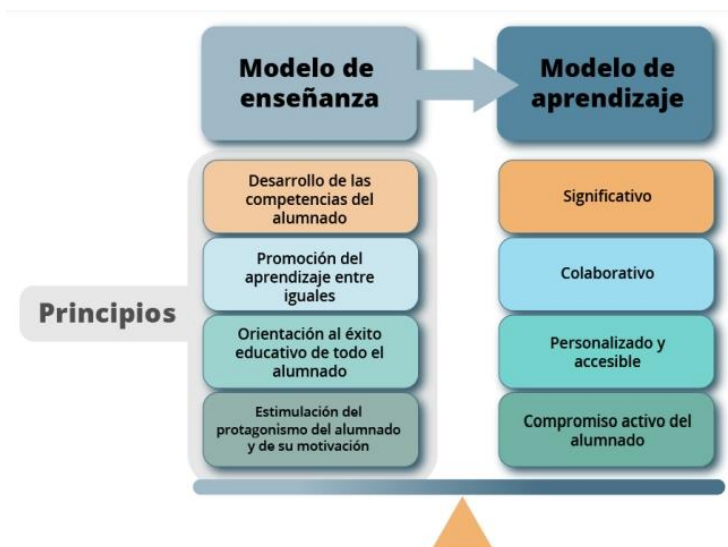 Modelo de
enseñanza
Modelo de
aprendizaje
Principios
Desarrollo de las
competencias del
alumnado
Significativo
Promoción del
aprendizaje entre
iguales
Colaborativo
Orientación al éxito
educativo de todo el
alumnado
Personalizado y
accesible
Estimulación del
protagonismo del alumnado
y de su motivación
Compromiso activo del
alumnado